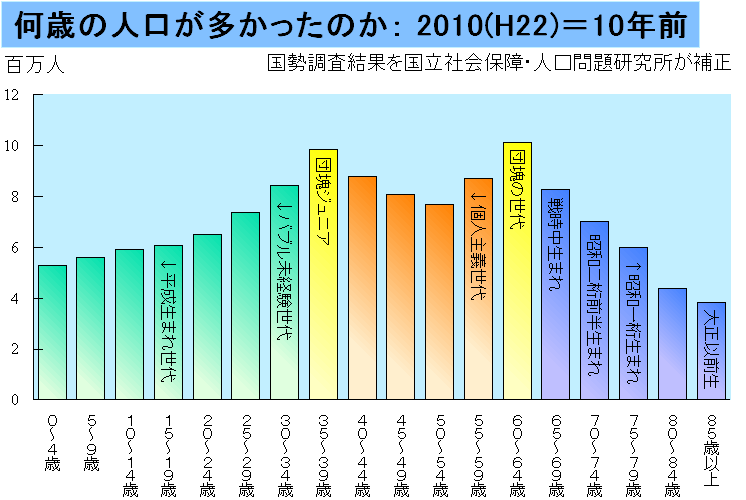 何歳の人口が多かったのか： 2010(H22)＝10年前
百万人
国勢調査結果を国立社会保障・人口問題研究所が補正
12
10
8
6
4
2
0
↓平成生まれ世代
↓バブル未経験世代
団塊ジュニア
↓個人主義世代
団塊の世代
戦時中生まれ
昭和二桁前半生まれ
↑昭和一桁生まれ
大正以前生
0～4歳
5～9歳
10～14歳
15～19歳
20～24歳
25～29歳
30～34歳
35～39歳
40～44歳
45～49歳
50～54歳
55～59歳
60～64歳
65～69歳
70～74歳
75～79歳
80～84歳
85歳以上